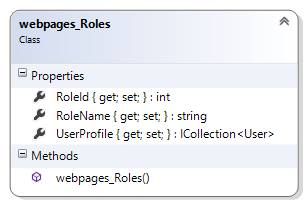 webpages_Roles
Class
Properties
RoleId { get; set; } : int
RoleName { get; set; } : string
UserProfile { get; set; } : ICollection<User>
Methods
webpages_Roles()